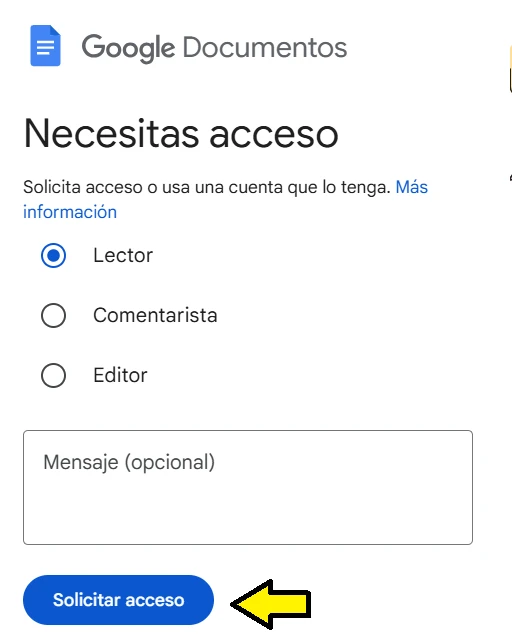 Google Documentos
Necesitas acceso
Solicita acceso o usa una cuenta que lo tenga. Más
información
Lector
Comentarista
Editor
Mensaje (opcional)
Solicitar acceso